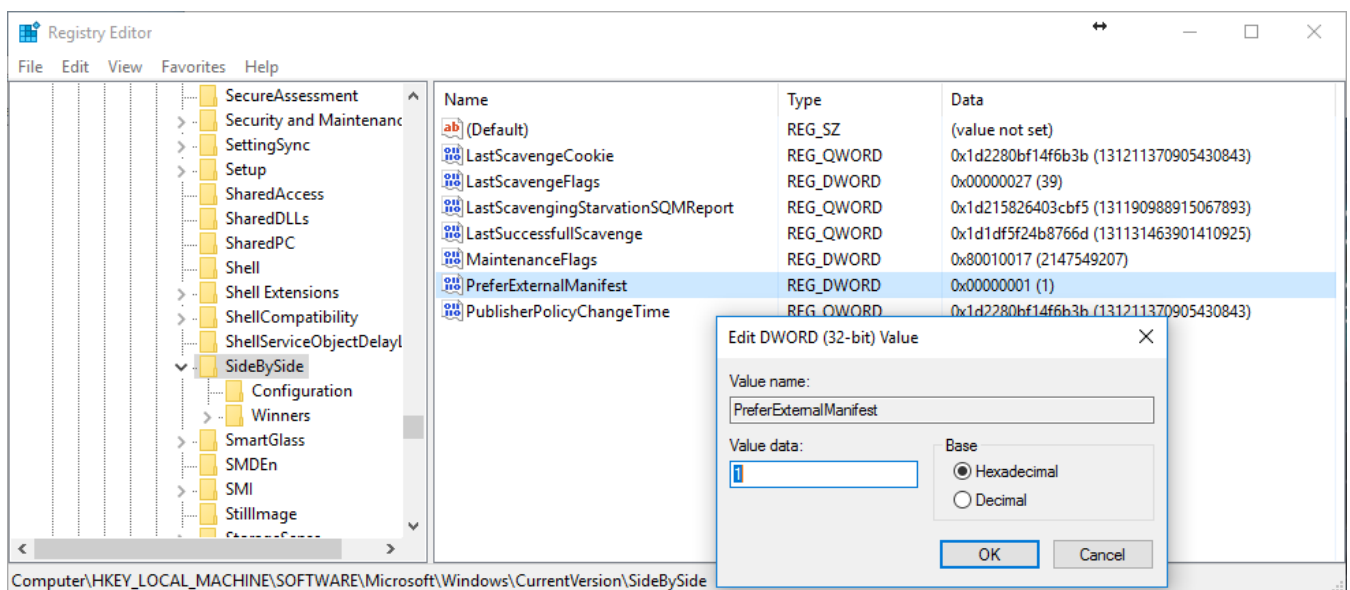 Registry Editor
File Edit View Favorites Help
SecureAssessment
Security and Maintenanc
SettingSync
Setup
SharedAccess
SharedDLLs
SharedPC
Shell
Shell Extensions
ShellCompatibility
ShellServiceObjectDelayL
SideBySide
Configuration
Winners
SmartGlass
SMDEn
SMI
StillImage
StorageSense
Name Type Data
ab (Default) REG_SZ (value not set)
LastScavengeCookie REG_QWORD 0x1d2280bf14f6b3b (131211370905430843)
LastScavengeFlags REG_DWORD 0x00000027 (39)
LastScavengingStarvationSQMReport REG_QWORD 0x1d215826403cbf5 (131190988915067893)
LastSuccessfullScavenge REG_QWORD 0x1d1df5f24b8766d (131131463901410925)
MaintenanceFlags REG_DWORD 0x80010017 (2147549207)
PreferExternalManifest REG_DWORD 0x00000001 (1)
PublisherPolicyChangeTime REG_QWORD 0x1d2280bf14f6b3b (131211370905430843)
Edit DWORD (32-bit) Value
Value name:
PreferExternalManifest
Value data:
1
Base
Hexadecimal
Decimal
OK Cancel
Computer\HKEY_LOCAL_MACHINE\SOFTWARE\Microsoft\Windows\CurrentVersion\SideBySide